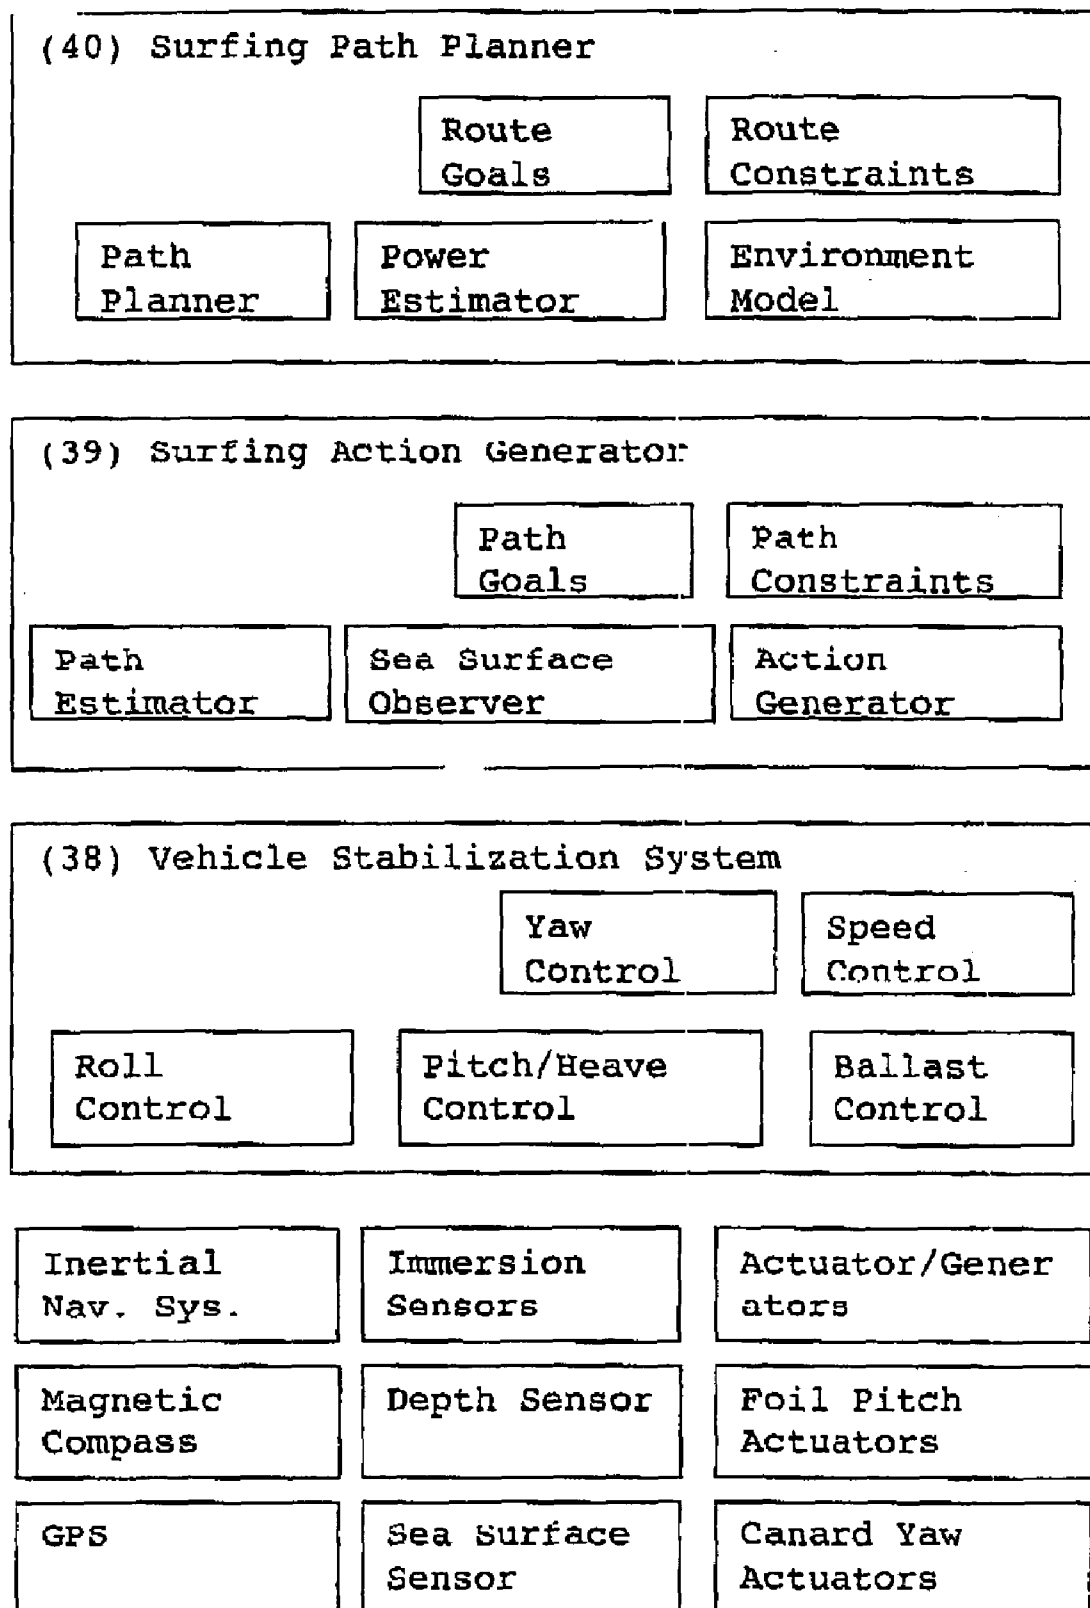 (40) Surfing Path Planner
Route
Goals
Route
Constraints
Path
Planner
Power
Estimator
Environment
Model
(39) Surfing Action Generator
Path
Goals
Path
Constraints
Path
Estimator
Sea Surface
Observer
Action
Generator
(38) Vehicle Stabilization System
Yaw
Control
Speed
Control
Roll
Control
Pitch/Heave
Control
Ballast
Control
Inertial
Nav. Sys.
Immersion
Sensors
Actuator/Gener
ators
Magnetic
Compass
Depth Sensor
Foil Pitch
Actuators
GPS
Sea Surface
Sensor
Canard Yaw
Actuators